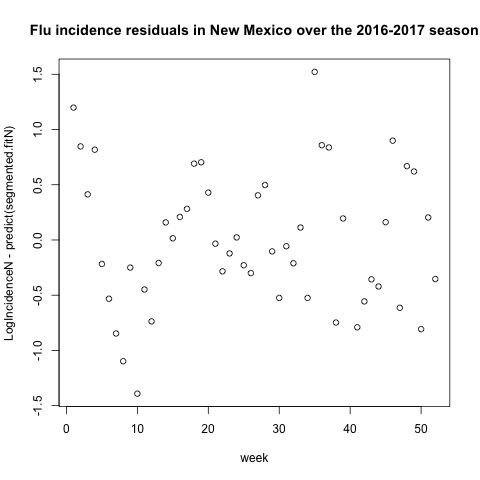 Flu incidence residuals in New Mexico over the 2016-2017 season
LogIncidenceN - predict(segmented.fitN)
1.5
1.0
0.5
0.0
-0.5
-1.0
-1.5
0 10 20 30 40 50
week